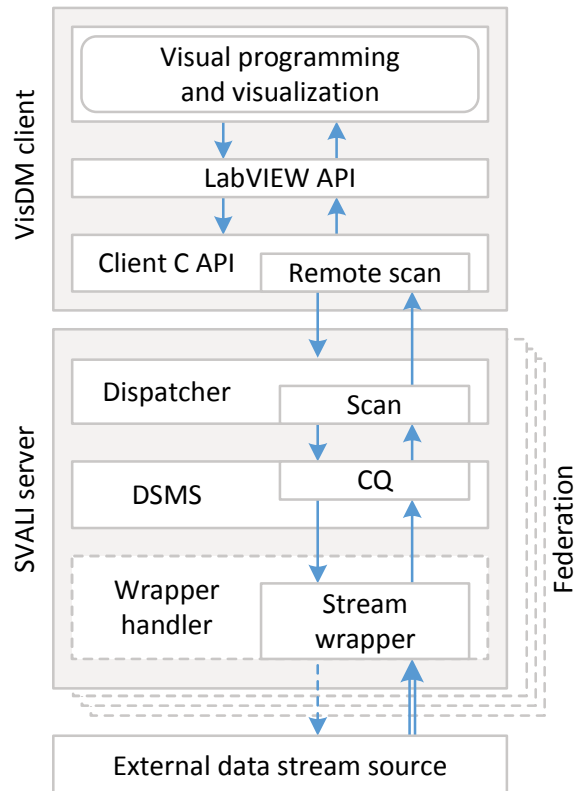 VisDM client
Visual programming
and visualization
LabVIEW API
Client C API
Remote scan
SVALI server
Dispatcher
Scan
DSMS
CQ
Wrapper
handler
Stream
wrapper
Federation
External data stream source